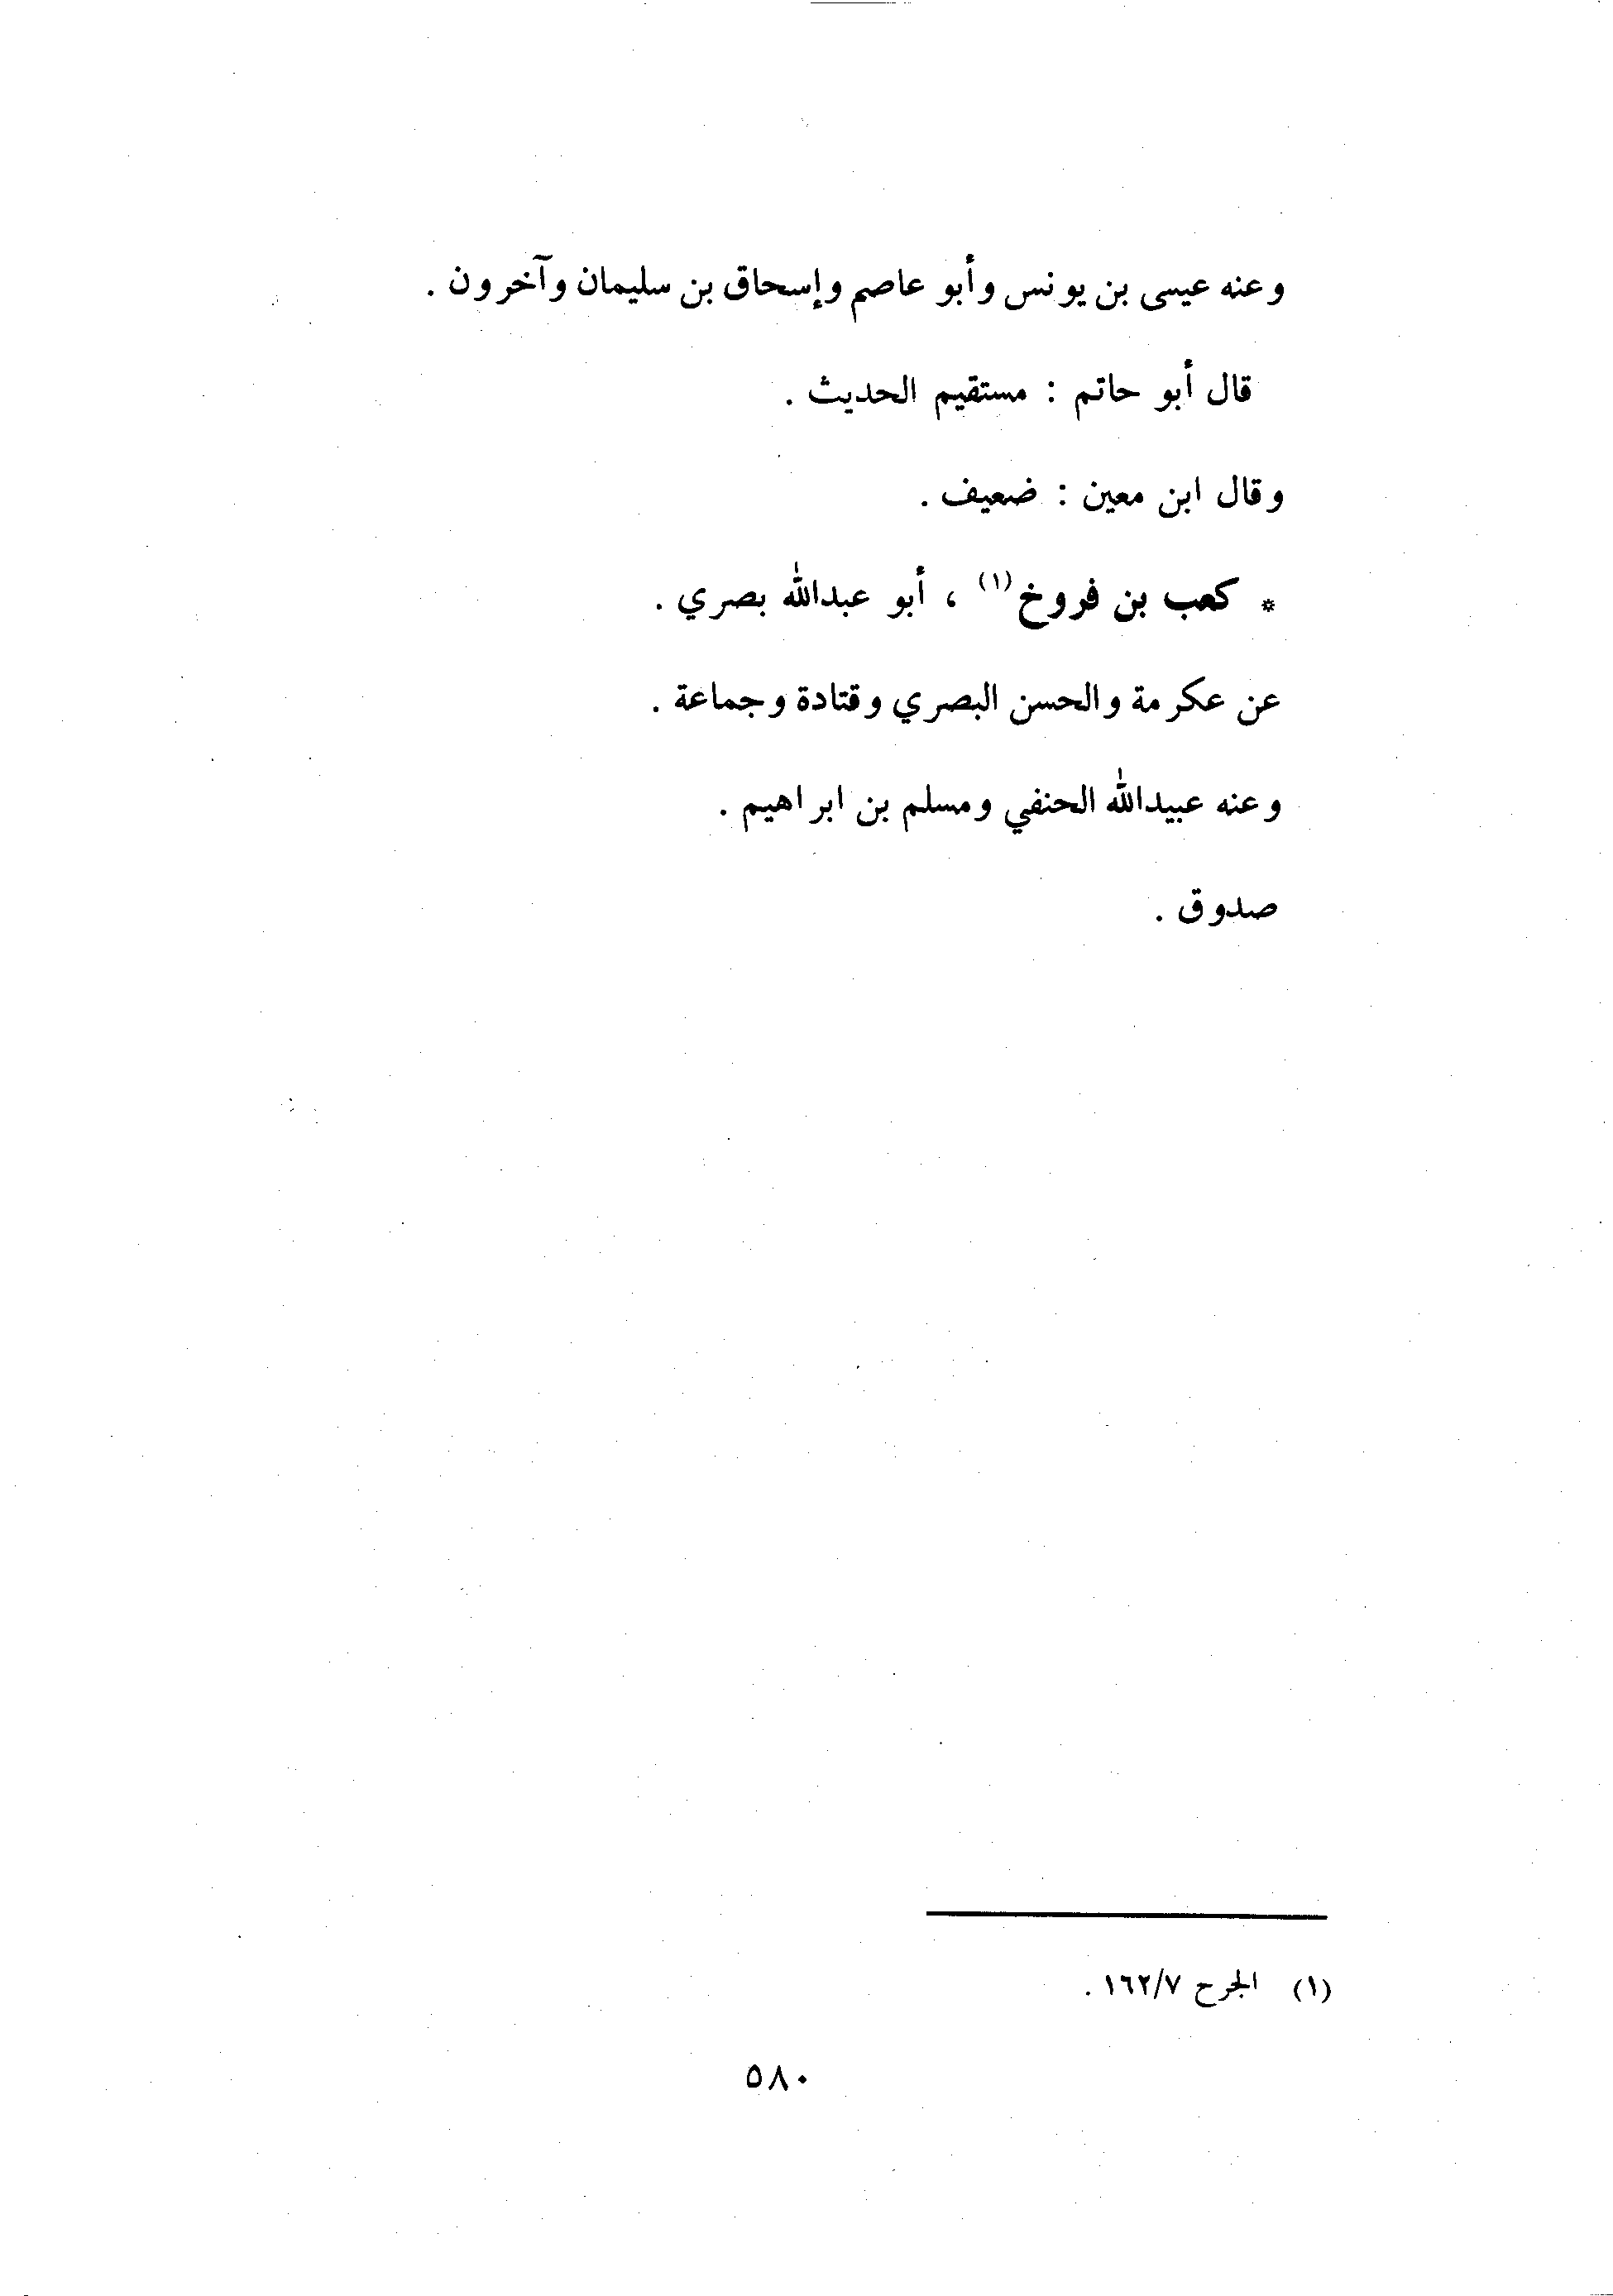 وعنه عيسى بن يونس وأبو عاصم وإسحاق بن سليمان وآخرون .
قال أبو حاتم : مستقيم الحديث .
وقال ابن معين : ضعيف .
* كعب بن فروخ (١) ، أبو عبدالله بصري .
عن عكرمة والحسن البصري وقتادة وجماعة .
وعنه عبيدالله الحنفي ومسلم بن ابراهيم .
صدوق .
(١) الجرح ١٦٢/٧ .
٥٨٠